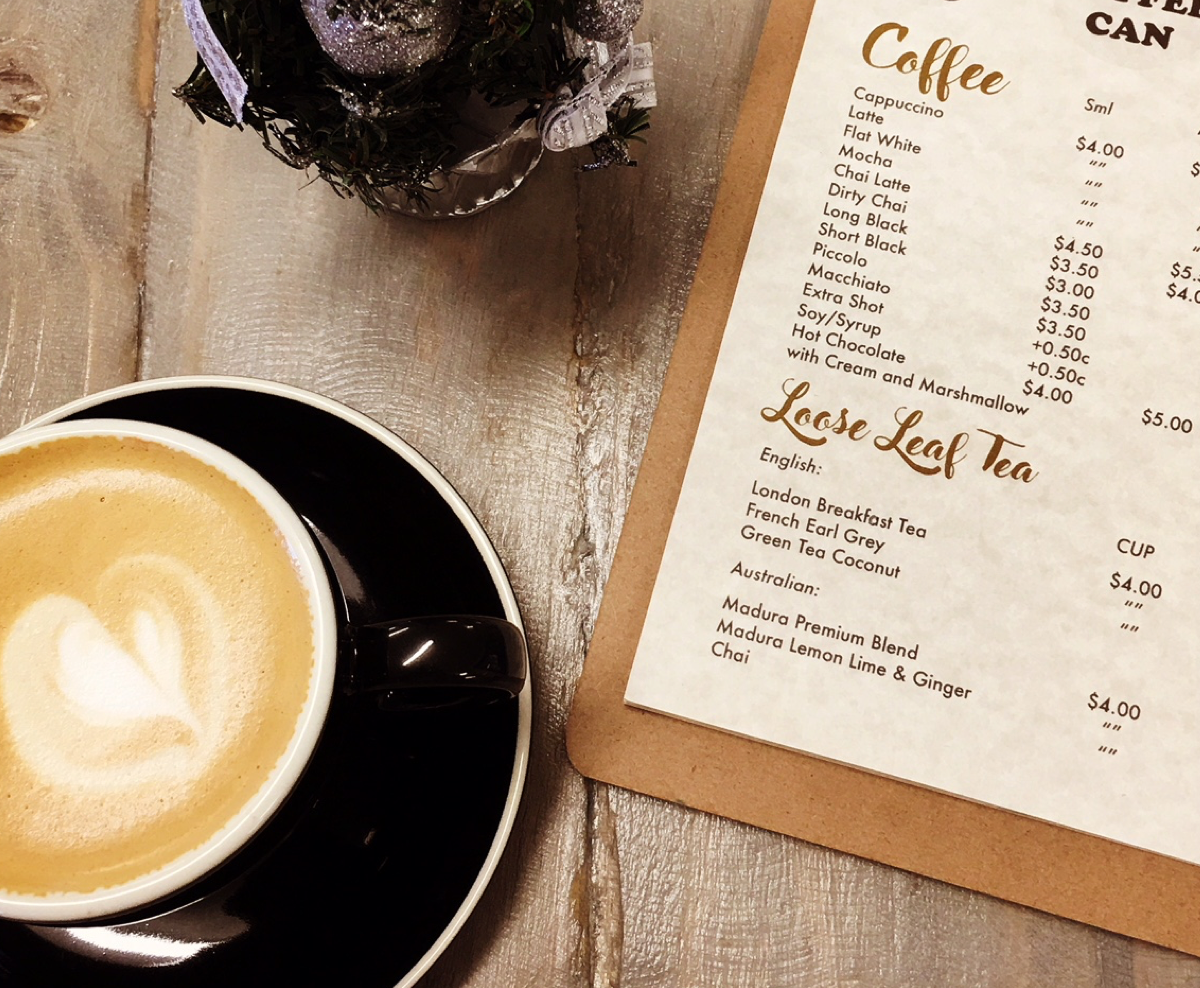 CAN
Coffee
Sml
Cappuccino $4.00
Latte ""
Flat White ""
Mocha ""
Chai Latte ""
Dirty Chai $4.50
Long Black $3.50
Short Black $3.00
Piccolo $3.50
Macchiato $3.50
Extra Shot +0.50c
Soy/Syrup +0.50c
Hot Chocolate $4.00
with Cream and Marshmallow $5.00
Loose Leaf Tea
English: CUP
London Breakfast Tea $4.00
French Earl Grey ""
Green Tea Coconut ""
Australian:
Madura Premium Blend $4.00
Madura Lemon Lime & Ginger ""
Chai ""